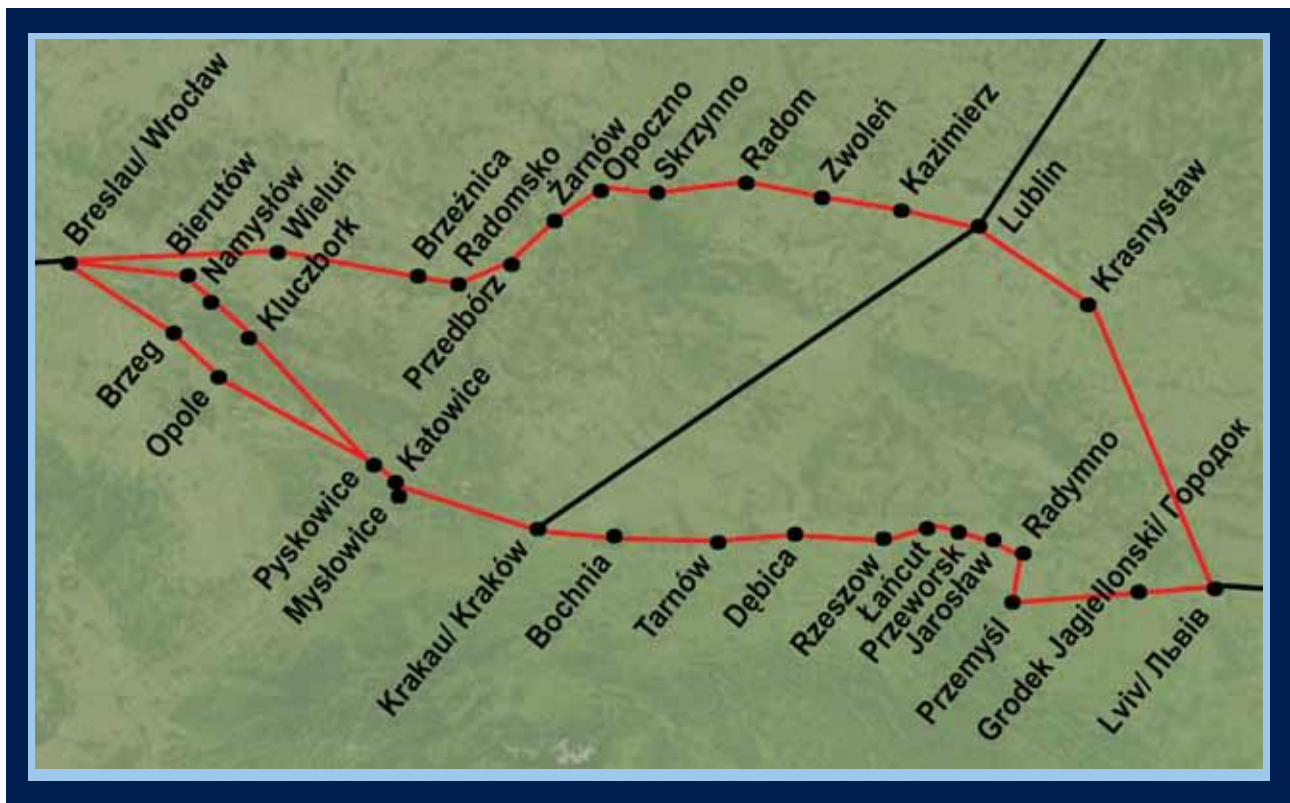 Breslau/ Wrocław
Bierutów
Namysłów
Wieluń
Kluczbork
Brzeźnica
Radomsko
Żarnów
Opoczno
Skrzynno
Radom
Zwoleń
Kazimierz
Lublin
Krasnystaw
Brzeg
Opole
Przedbórz
Katowice
Pyskowice
Mysłowice
Krakau/ Kraków
Bochnia
Tarnów
Dębica
Rzeszow
Łańcut
Przeworsk
Jarosław
Radymno
Przemyśl
Grodek Jagiellonski/ Городок
Lviv/ Львів